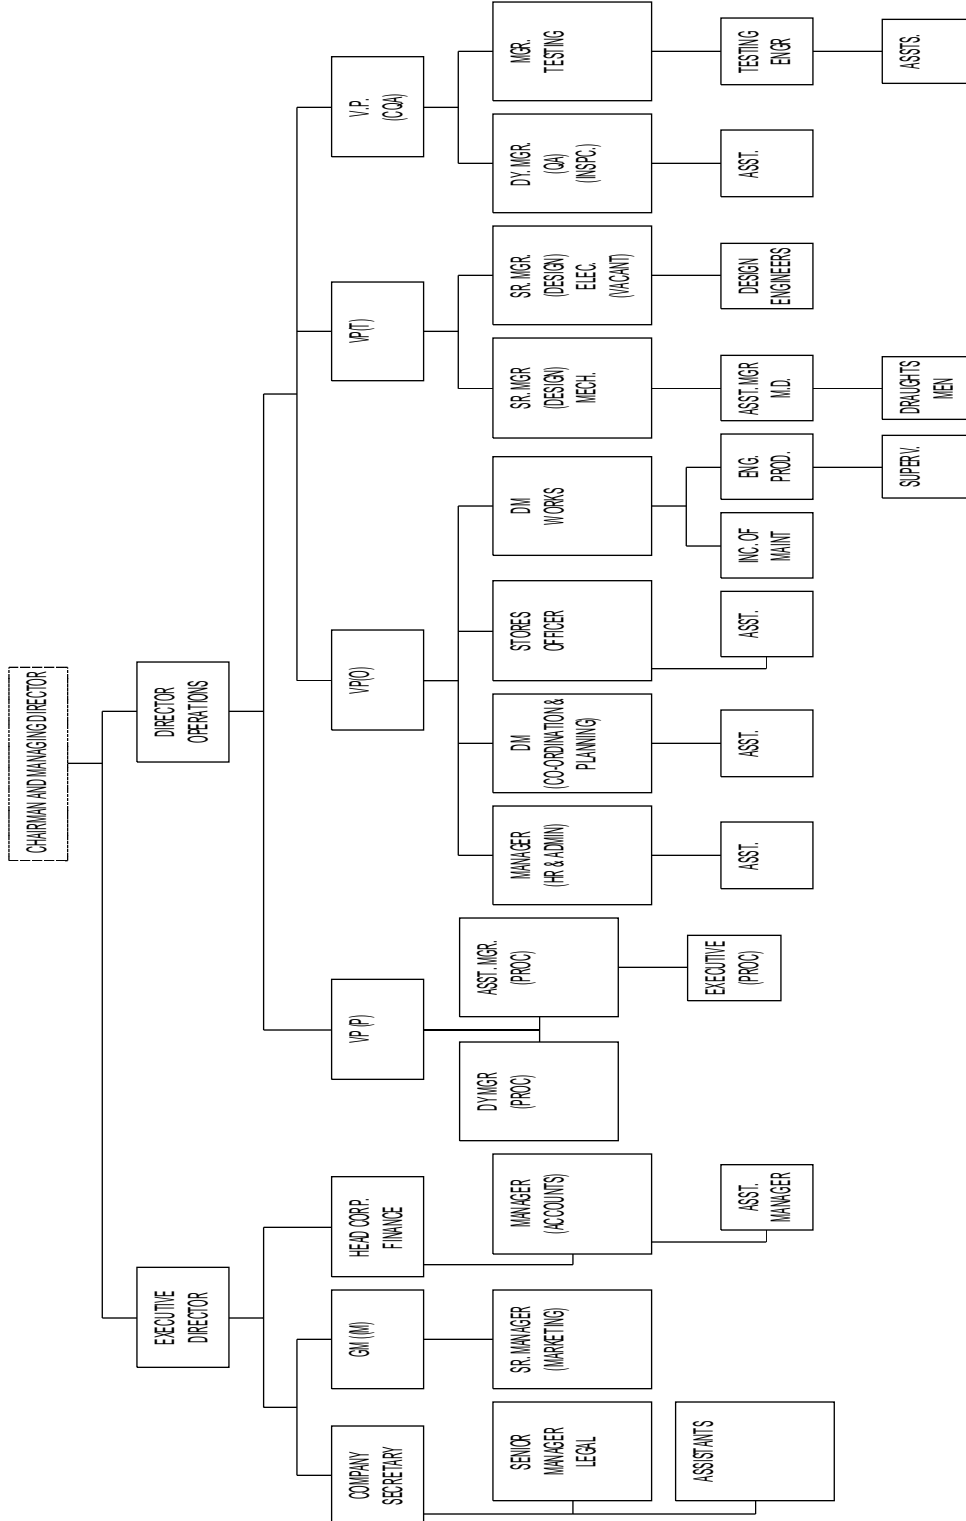 CHAIRMAN AND MANAGING DIRECTOR
EXECUTIVE
DIRECTOR
DIRECTOR
OPERATIONS
COMPANY
SECRETARY
GM (M)
HEAD CORP.
FINANCE
VP (P)
VP(O)
VP(T)
V.P.
(CQA)
SENIOR
MANAGER
LEGAL
SR. MANAGER
(MARKETING)
MANAGER
(ACCOUNTS)
DY MGR
(PROC)
ASST. MGR.
(PROC)
MANAGER
(HR & ADMIN)
DM
(CO-ORDINATION &
PLANNING)
STORES
OFFICER
DM
WORKS
SR. MGR
(DESIGN)
MECH.
SR. MGR.
(DESIGN)
ELEC.
(VACANT)
DY. MGR.
(QA)
(INSPC.)
MGR.
TESTING
ASSISTANTS
ASST.
MANAGER
EXECUTIVE
(PROC)
ASST.
ASST.
ASST.
INC. OF
MAINT
ENG.
PROD.
ASST. MGR
M.D.
DESIGN
ENGINEERS
ASST.
TESTING
ENGR
SUPERV.
DRAUGHTS
MEN
ASSTS.